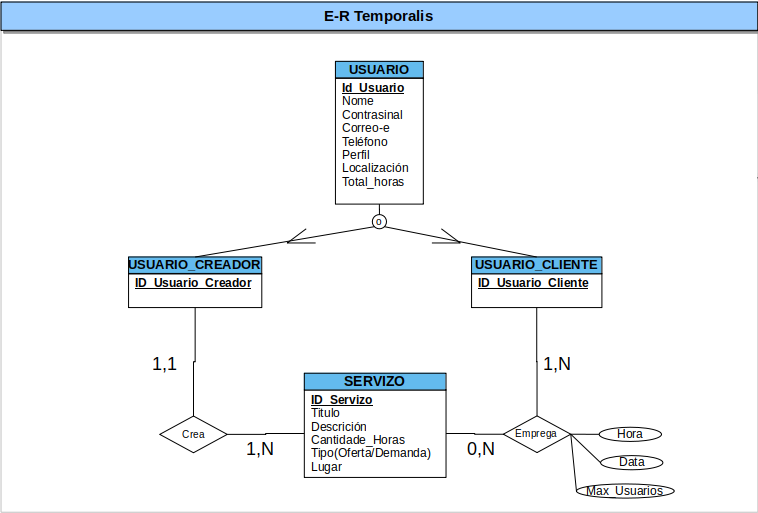 E-R Temporalis
USUARIO
Id_Usuario
Nome
Contrasinal
Correo-e
Teléfono
Perfil
Localización
Total_horas
o
USUARIO_CREADOR
ID_Usuario_Creador
USUARIO_CLIENTE
ID_Usuario_Cliente
1,1
1,N
SERVIZO
ID_Servizo
Titulo
Descrición
Cantidade_Horas
Tipo(Oferta/Demanda)
Lugar
Crea
1,N
0,N
Emprega
Hora
Data
Max_Usuarios